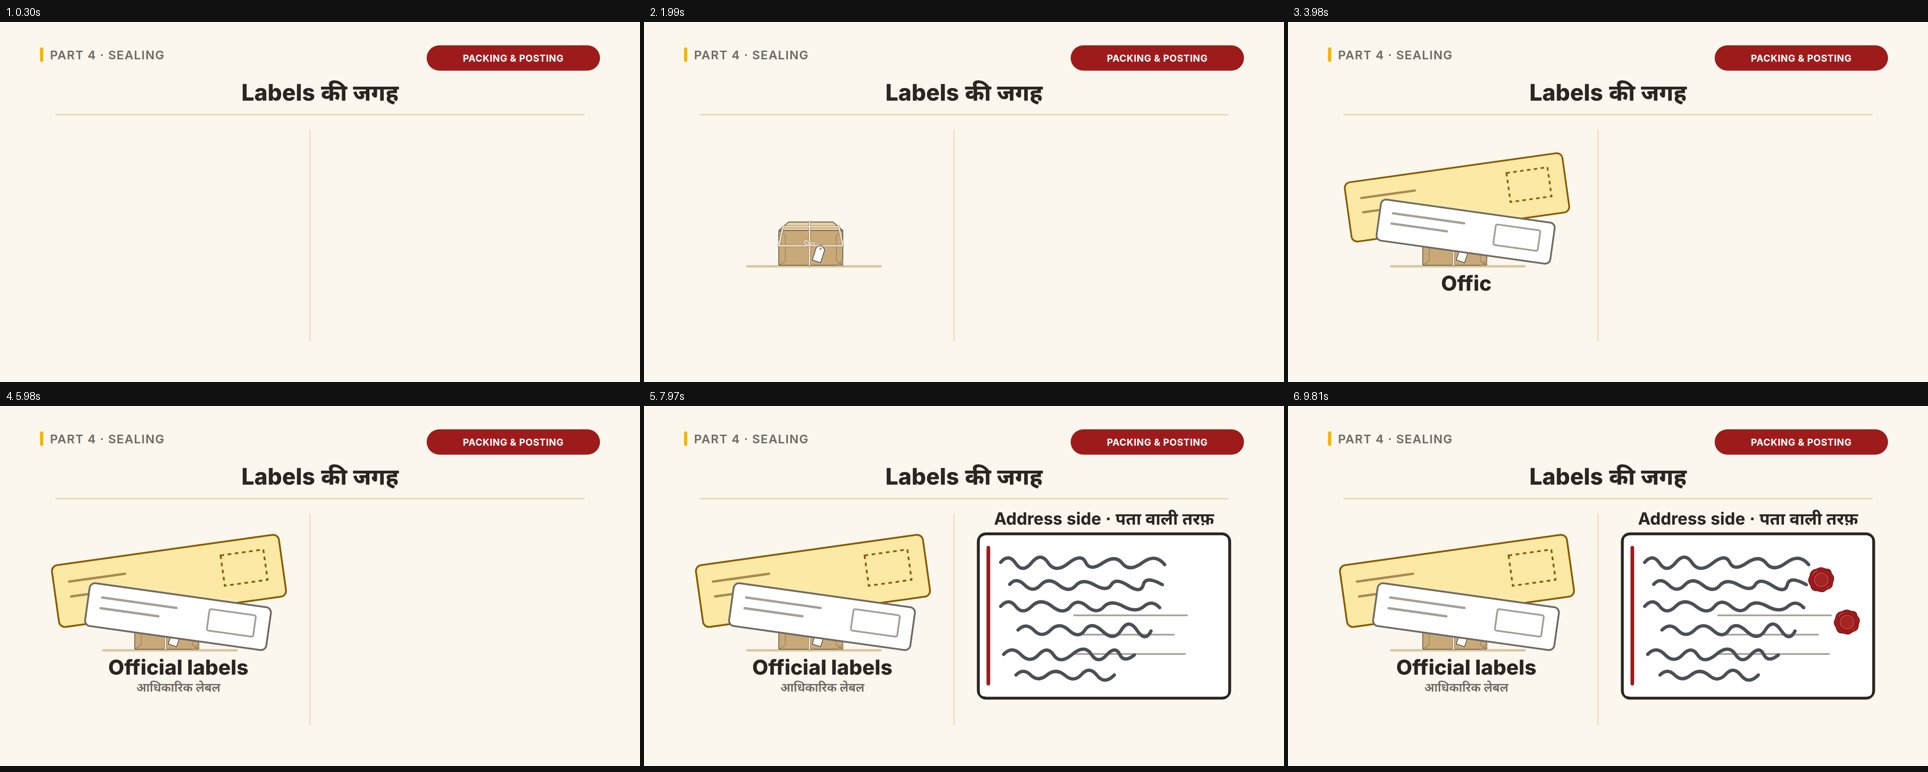 1. 0.30s
PART 4 · SEALING
PACKING & POSTING
Labels की जगह
2. 1.99s
PART 4 · SEALING
PACKING & POSTING
Labels की जगह
3. 3.98s
PART 4 · SEALING
PACKING & POSTING
Labels की जगह
Offic
4. 5.98s
PART 4 · SEALING
PACKING & POSTING
Labels की जगह
Official labels
आधिकारिक लेबल
5. 7.97s
PART 4 · SEALING
PACKING & POSTING
Labels की जगह
Address side · पता वाली तरफ़
Official labels
आधिकारिक लेबल
6. 9.81s
PART 4 · SEALING
PACKING & POSTING
Labels की जगह
Address side · पता वाली तरफ़
Official labels
आधिकारिक लेबल